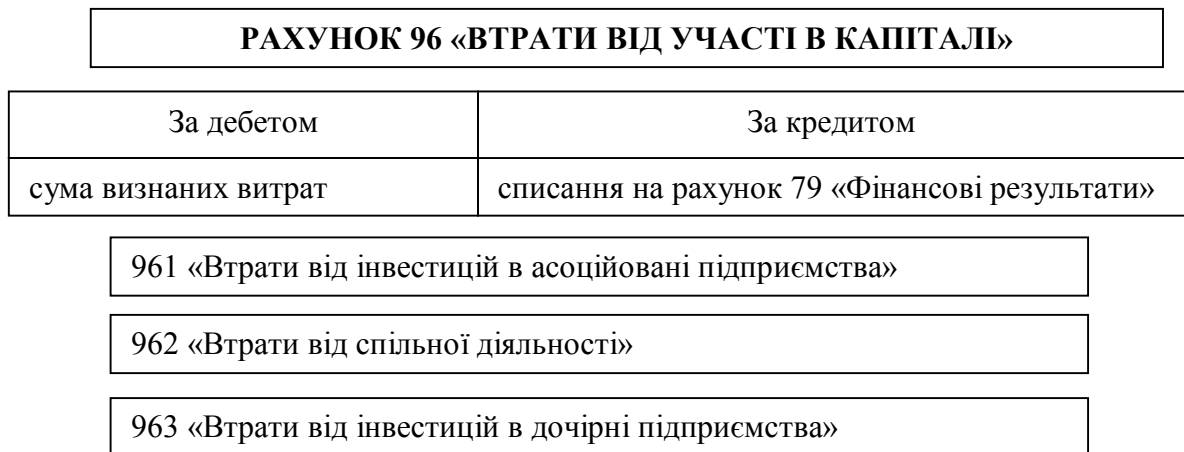 РАХУНОК 96 «ВТРАТИ ВІД УЧАСТІ В КАПІТАЛІ»
За дебетом
За кредитом
сума визнаних витрат
списання на рахунок 79 «Фінансові результати»
961 «Втрати від інвестицій в асоційовані підприємства»
962 «Втрати від спільної діяльності»
963 «Втрати від інвестицій в дочірні підприємства»